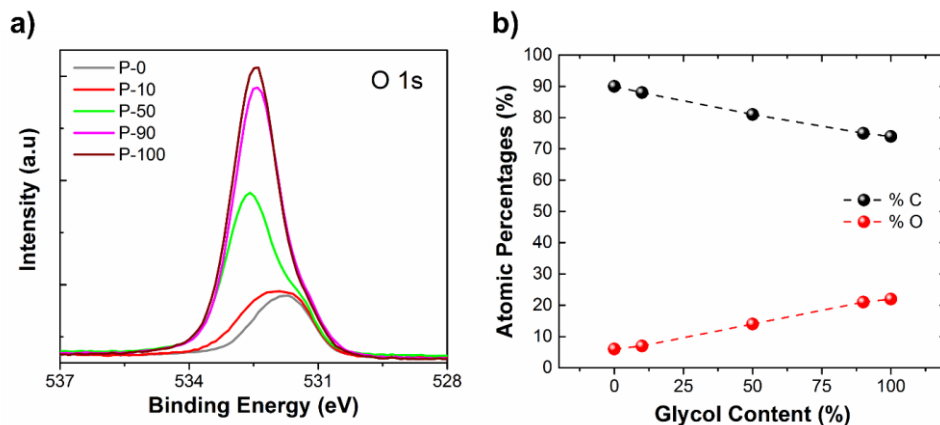 a)
P-0
P-10
P-50
P-90
P-100
O 1s
Intensity (a.u)
537
534
531
528
Binding Energy (eV)
b)
100
90
80
70
60
50
40
30
20
10
0
Atomic Percentages (%)
% C
% O
0
25
50
75
100
Glycol Content (%)